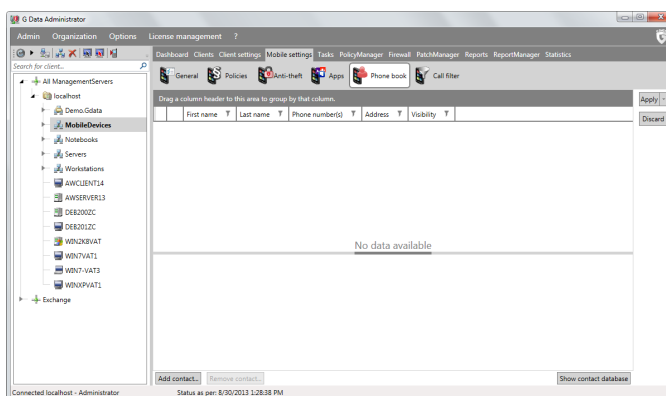 G Data Administrator
Admin Organization Options License management ?
Dashboard Clients Client settings Mobile settings Tasks PolicyManager Firewall PatchManager Reports ReportManager Statistics
Search for client...
General Policies Anti-theft Apps Phone book Call filter
All ManagementServers
localhost
Demo.Gdata
MobileDevices
Notebooks
Servers
Workstations
AWCLIENT14
AWSERVER13
DEB200ZC
DEB201ZC
WIN2K8VAT
WIN7VAT1
WIN7-VAT3
WINXPVAT1
Exchange
Drag a column header to this area to group by that column.
First name Last name Phone number(s) Address Visibility
No data available
Apply
Discard
Add contact... Remove contact... Show contact database
Connected localhost - Administrator Status as per: 8/30/2013 1:28:38 PM